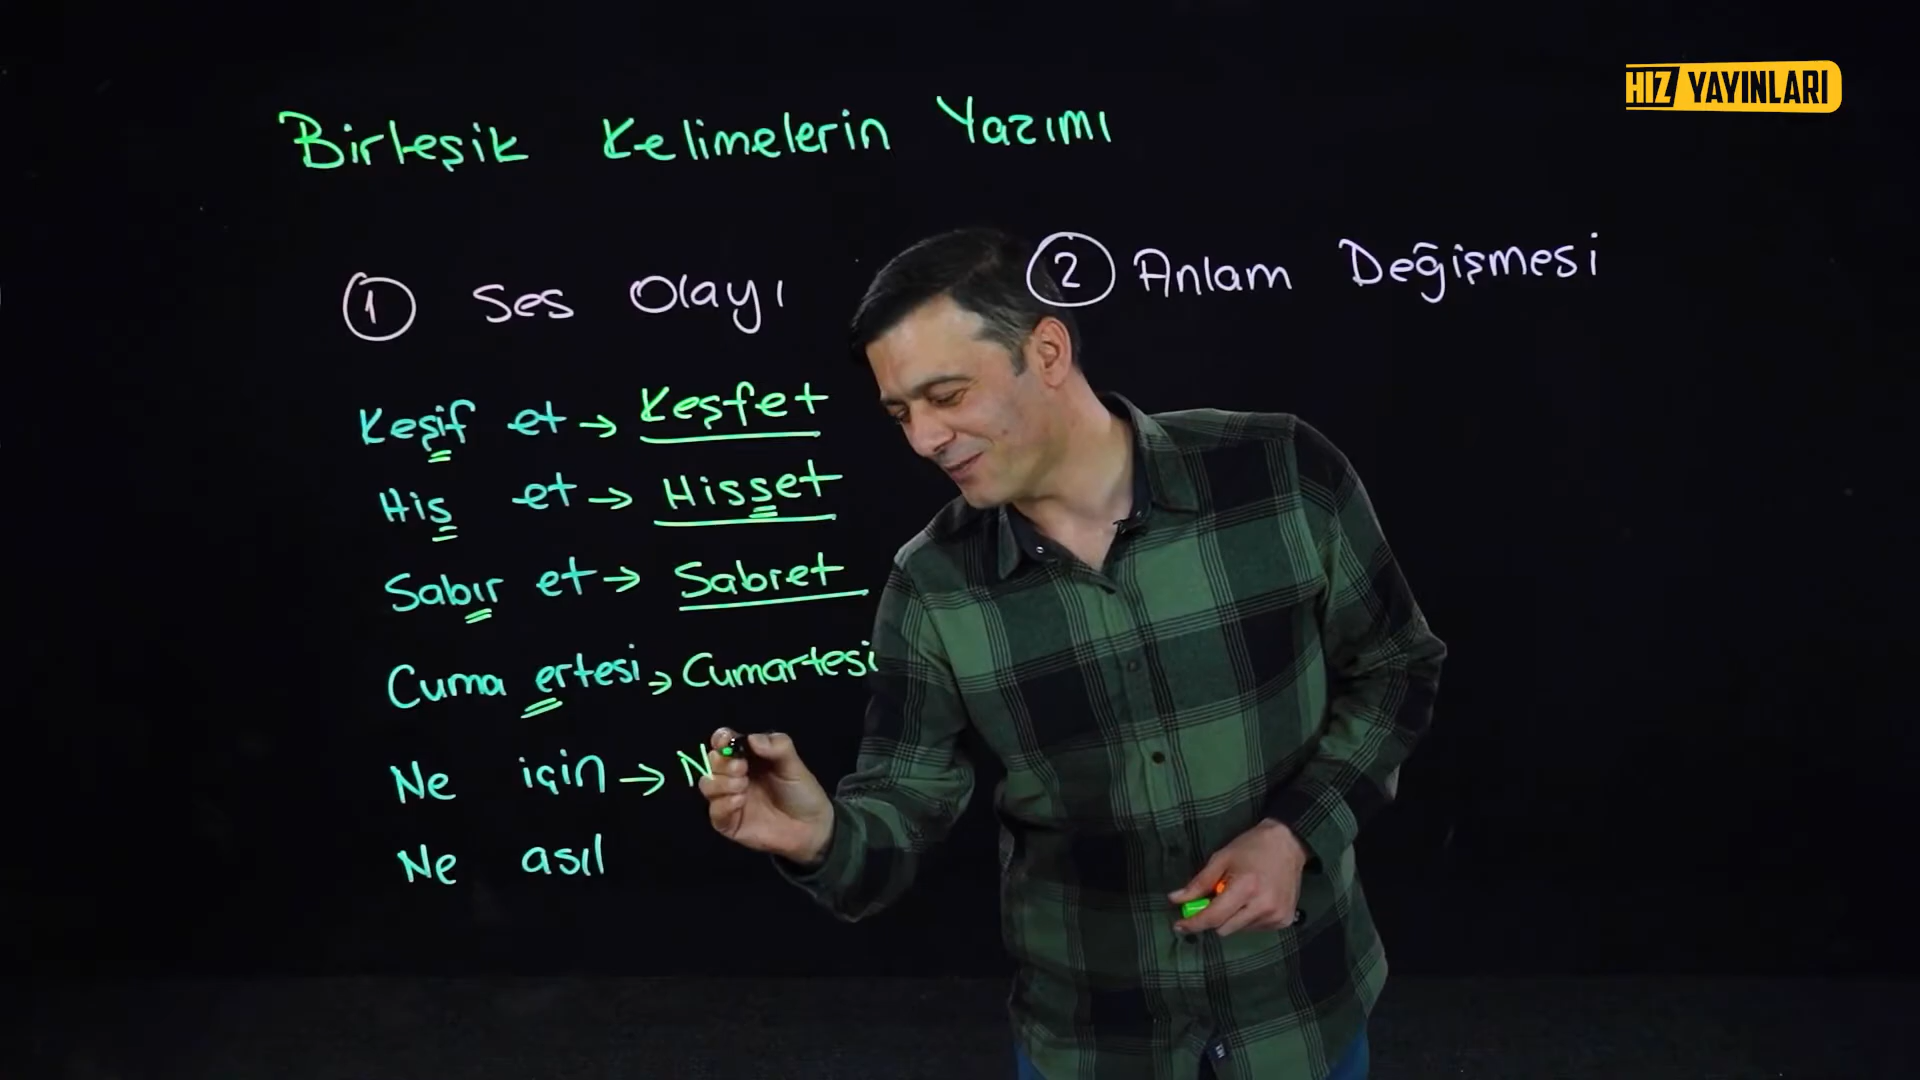 HIZ YAYINLARI
Birleşik Kelimelerin Yazımı
1 Ses Olayı
Keşif et → Keşfet
His et → Hisset
Sabır et → Sabret
Cuma ertesi → Cumartesi
Ne için → N
Ne asıl
2 Anlam Değişmesi